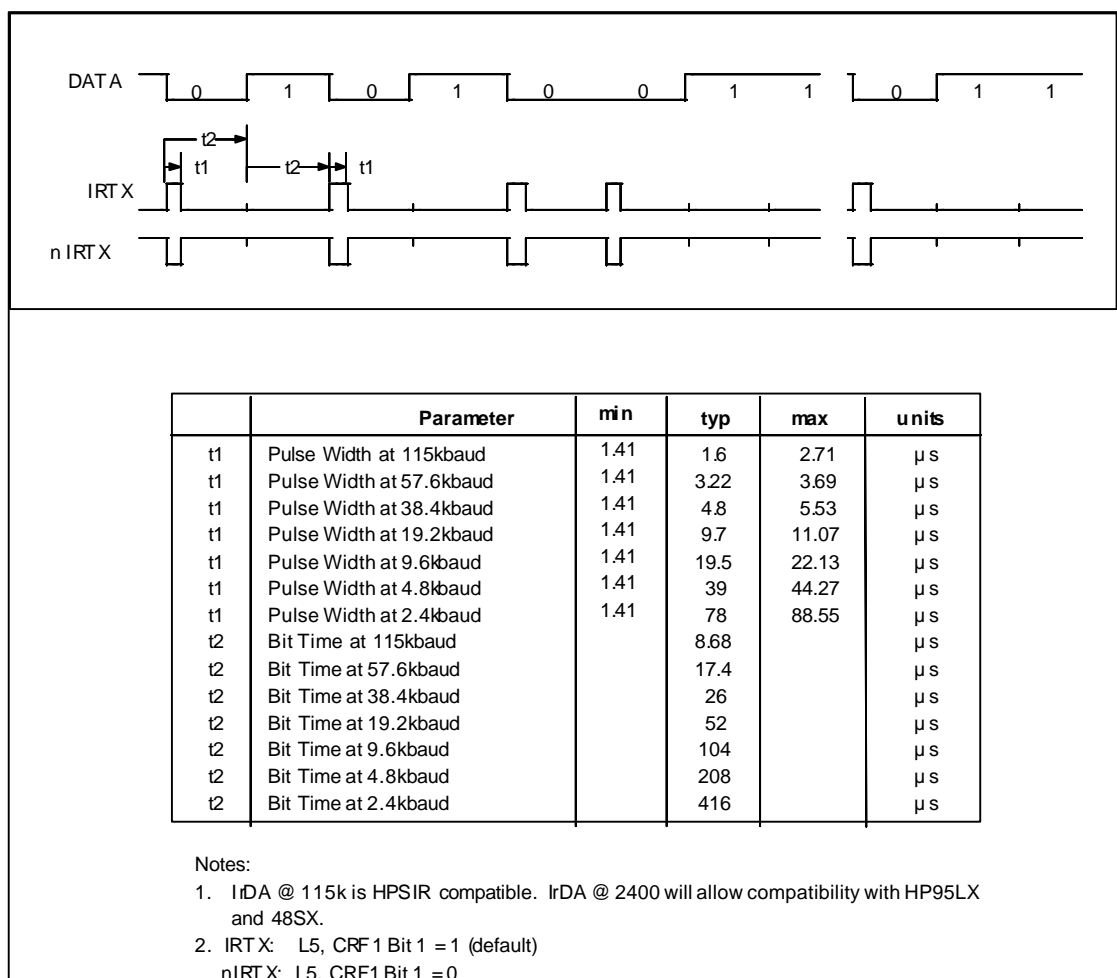 DATA 0 1 0 1 0 0 1 1 0 1 1
t2
t1 t2 t1
IRTX
nIRTX
Parameter min typ max units
t1 Pulse Width at 115kbaud 1.41 1.6 2.71 µs
t1 Pulse Width at 57.6kbaud 1.41 3.22 3.69 µs
t1 Pulse Width at 38.4kbaud 1.41 4.8 5.53 µs
t1 Pulse Width at 19.2kbaud 1.41 9.7 11.07 µs
t1 Pulse Width at 9.6kbaud 1.41 19.5 22.13 µs
t1 Pulse Width at 4.8kbaud 1.41 39 44.27 µs
t1 Pulse Width at 2.4kbaud 1.41 78 88.55 µs
t2 Bit Time at 115kbaud 8.68 µs
t2 Bit Time at 57.6kbaud 17.4 µs
t2 Bit Time at 38.4kbaud 26 µs
t2 Bit Time at 19.2kbaud 52 µs
t2 Bit Time at 9.6kbaud 104 µs
t2 Bit Time at 4.8kbaud 208 µs
t2 Bit Time at 2.4kbaud 416 µs
Notes:
1. IrDA @ 115k is HPSIR compatible. IrDA @ 2400 will allow compatibility with HP95LX
and 48SX.
2. IRTX: L5, CRF1 Bit 1 = 1 (default)
nIRTX: L5, CRF1 Bit 1 = 0